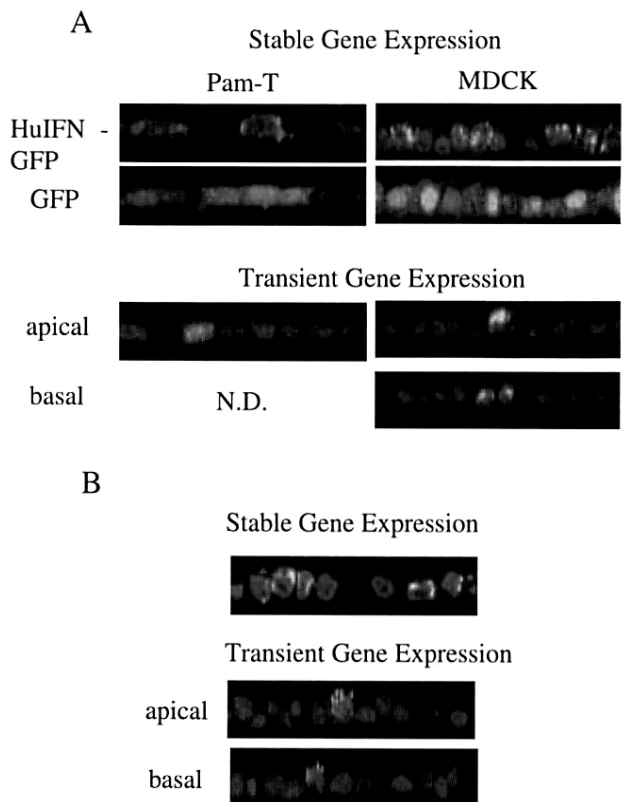 A
Stable Gene Expression
Pam-T MDCK
HuIFN -
GFP
GFP
Transient Gene Expression
apical
basal
N.D.
B
Stable Gene Expression
Transient Gene Expression
apical
basal